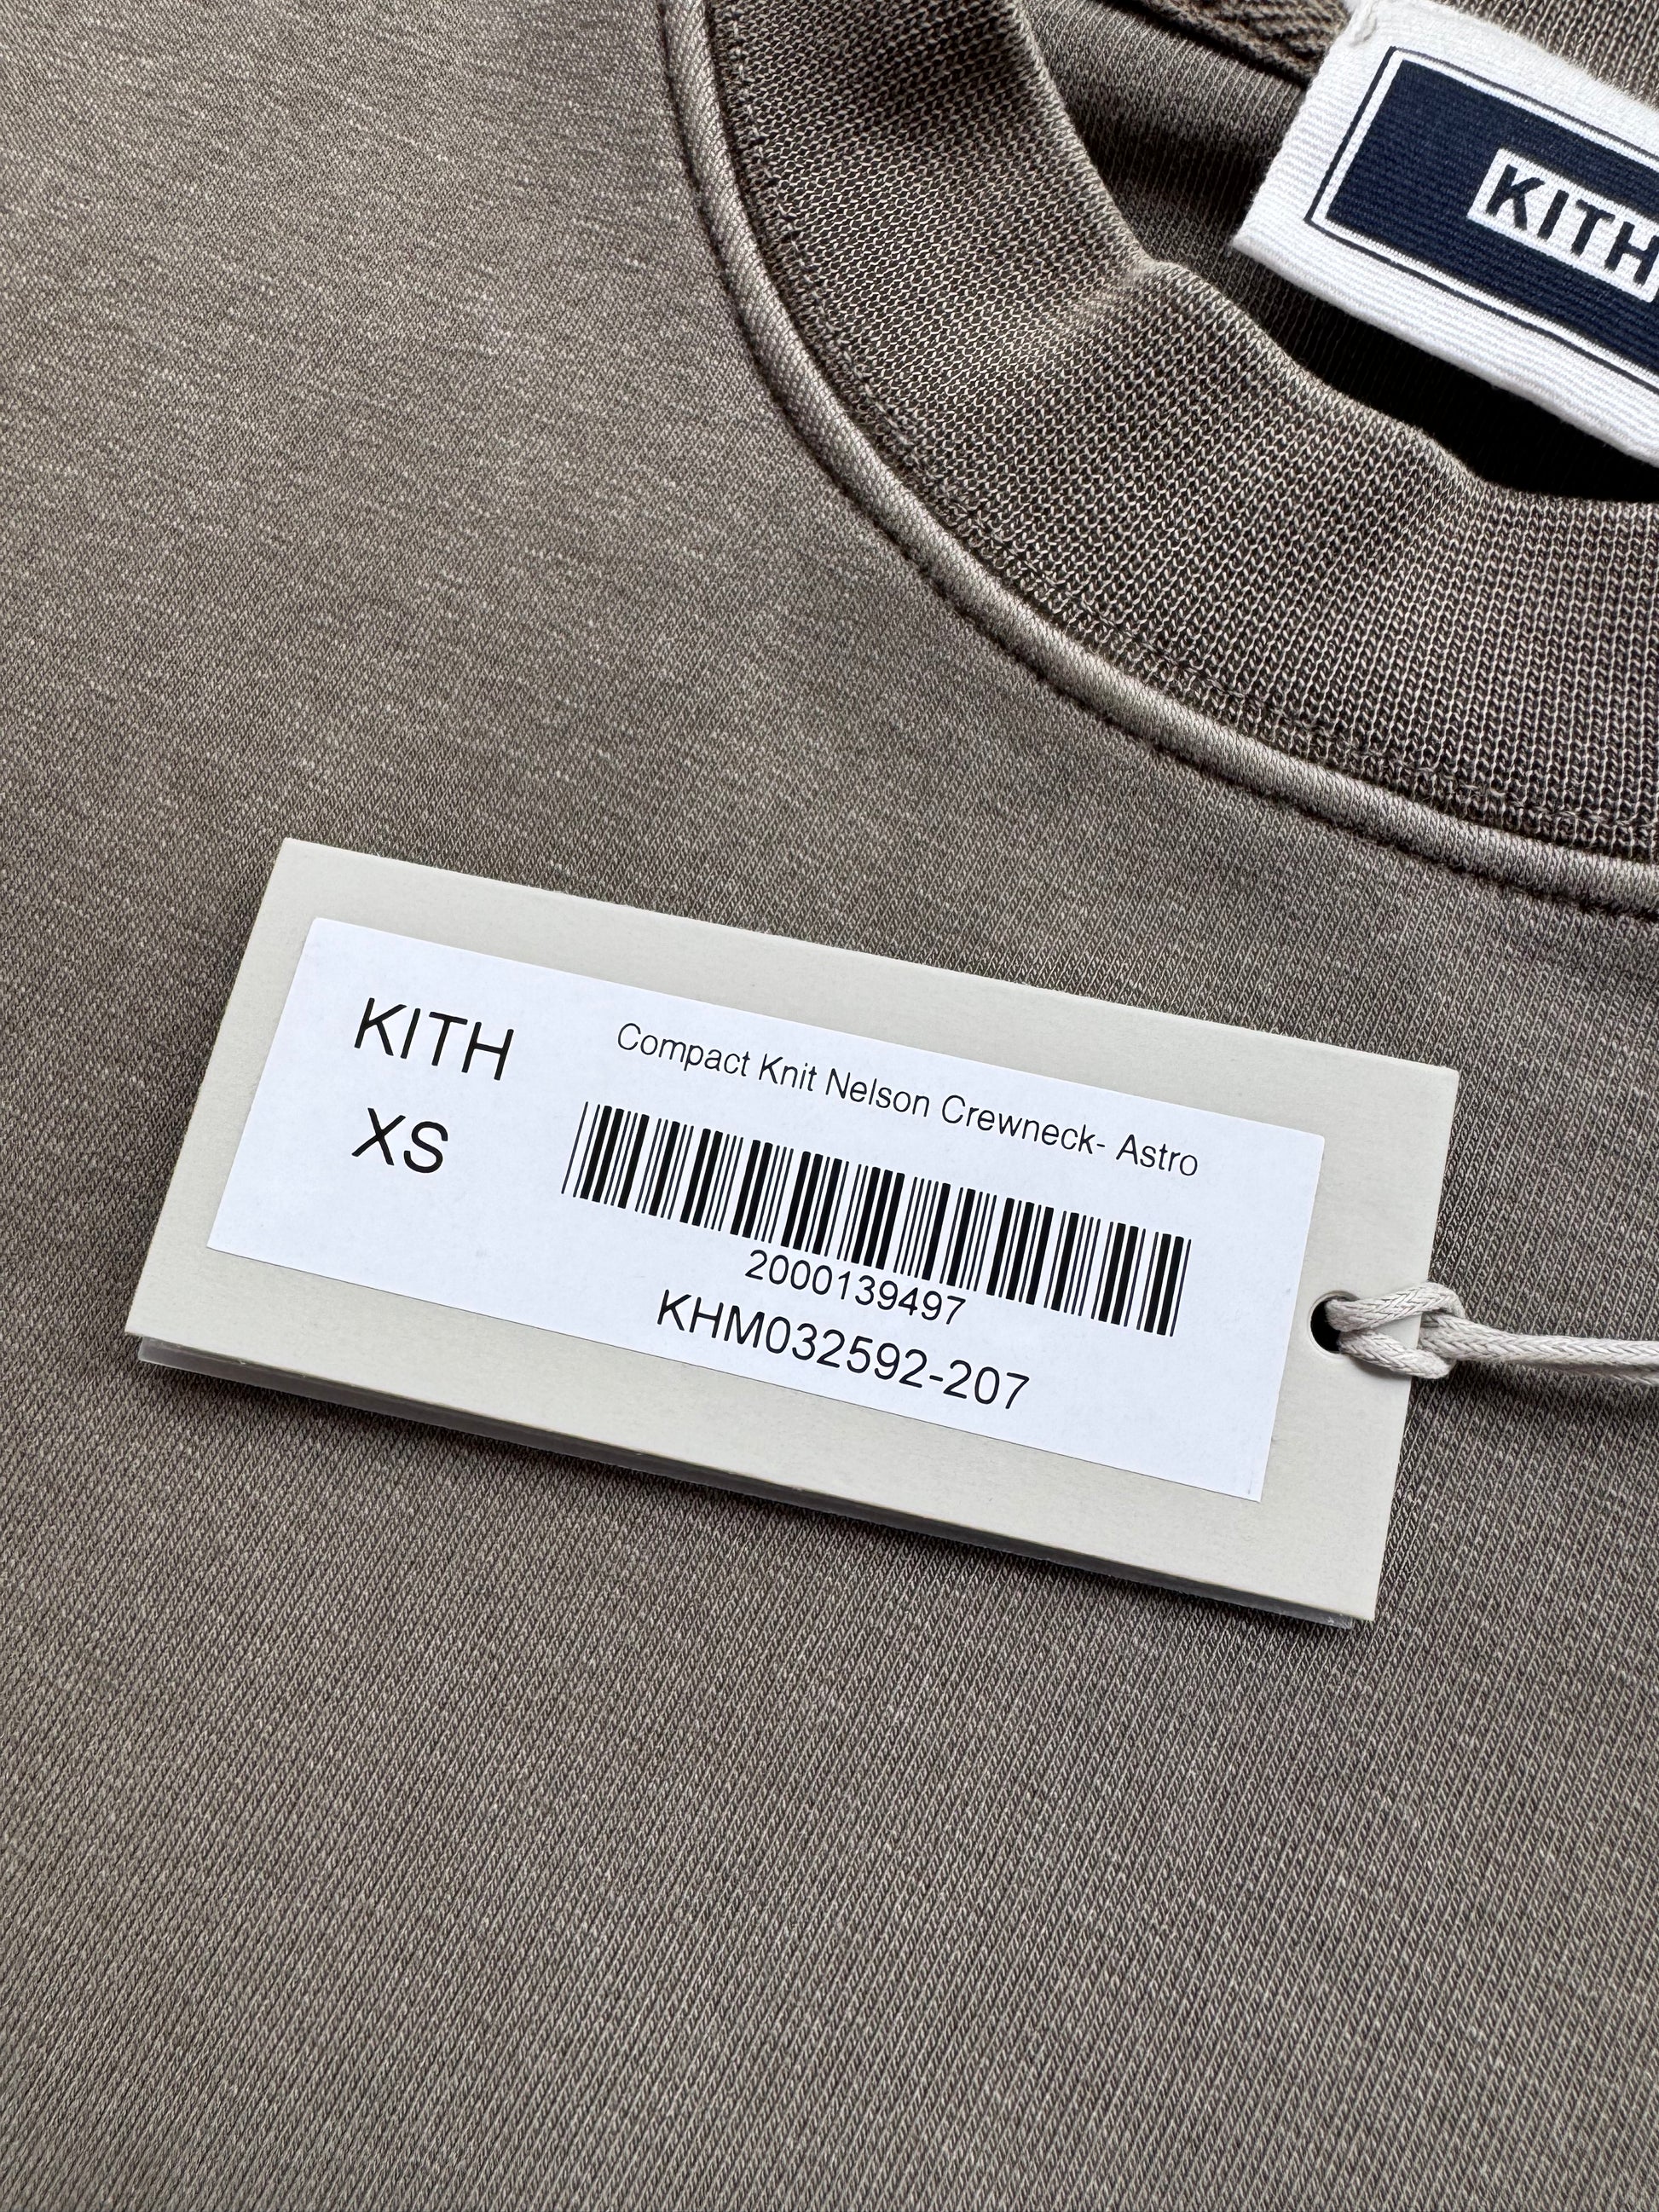 KITH
KITH
XS
Compact Knit Nelson Crewneck- Astro
2000139497
KHM032592-207